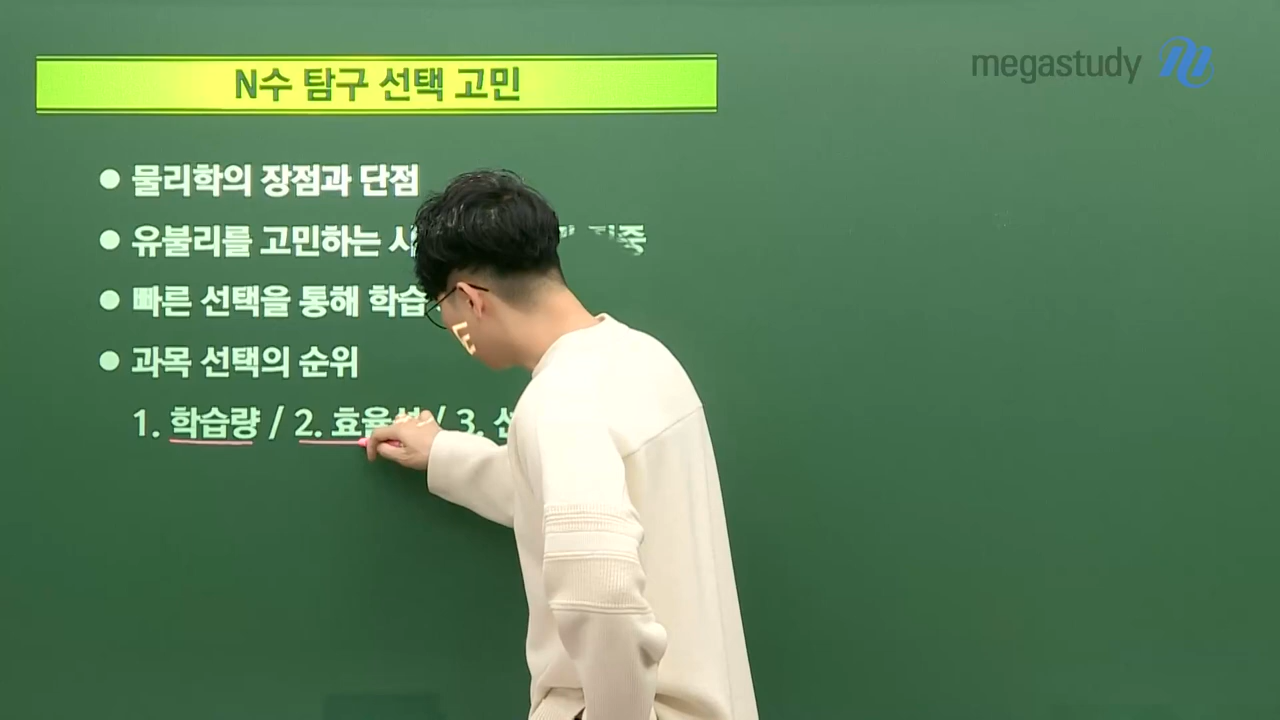 megastudy
N수 탐구 선택 고민
● 물리학의 장점과 단점
● 유불리를 고민하는
● 빠른 선택을 통해 학습
● 과목 선택의 순위
1. 학습량 / 2. 효율성 / 3.